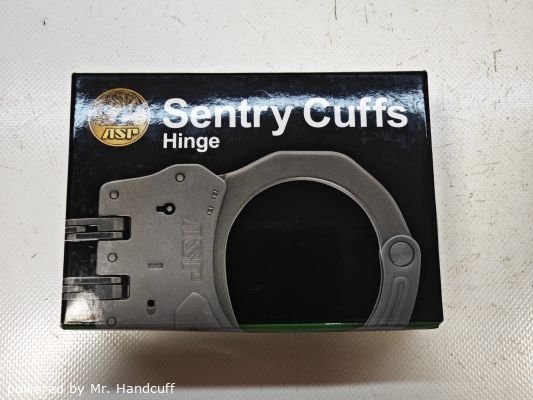 ASP
Sentry Cuffs
Hinge
ASP
powered by Mr. Handcuff